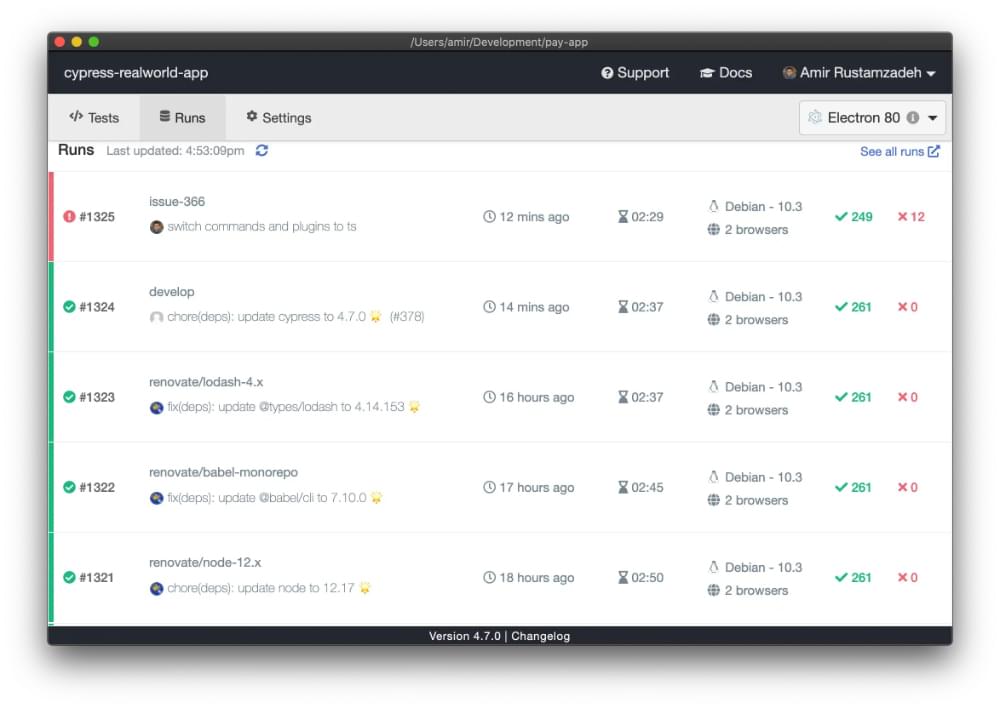 /Users/amir/Development/pay-app
cypress-realworld-app Support Docs Amir Rustamzadeh
Tests Runs Settings Electron 80
Runs Last updated: 4:53:09pm See all runs
#1325 issue-366 12 mins ago 02:29 Debian - 10.3 249 12
switch commands and plugins to ts 2 browsers
#1324 develop 14 mins ago 02:37 Debian - 10.3 261 0
chore(deps): update cypress to 4.7.0 (#378) 2 browsers
#1323 renovate/lodash-4.x 16 hours ago 02:37 Debian - 10.3 261 0
fix(deps): update @types/lodash to 4.14.153 2 browsers
#1322 renovate/babel-monorepo 17 hours ago 02:45 Debian - 10.3 261 0
fix(deps): update @babel/cli to 7.10.0 2 browsers
#1321 renovate/node-12.x 18 hours ago 02:50 Debian - 10.3 261 0
chore(deps): update node to 12.17 2 browsers
Version 4.7.0 | Changelog